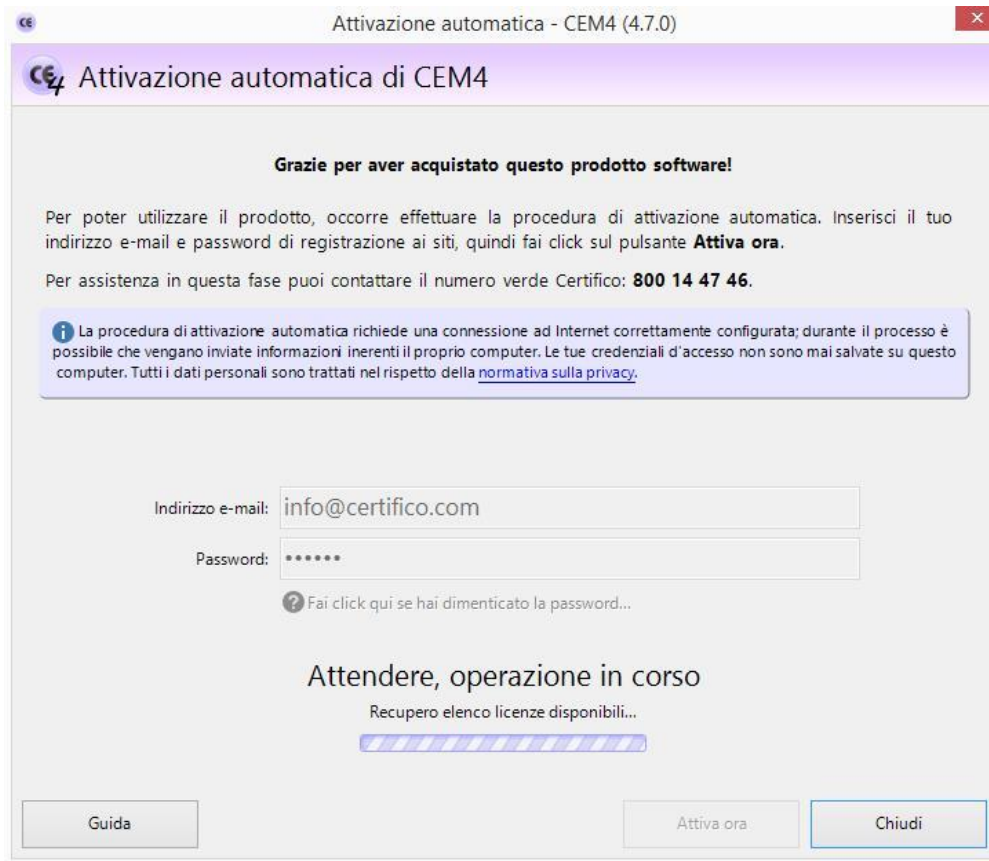 CE Attivazione automatica - CEM4 (4.7.0)
CE4 Attivazione automatica di CEM4
Grazie per aver acquistato questo prodotto software!
Per poter utilizzare il prodotto, occorre effettuare la procedura di attivazione automatica. Inserisci il tuo
indirizzo e-mail e password di registrazione ai siti, quindi fai click sul pulsante Attiva ora.
Per assistenza in questa fase puoi contattare il numero verde Certifico: 800 14 47 46.
La procedura di attivazione automatica richiede una connessione ad Internet correttamente configurata; durante il processo è
possibile che vengano inviate informazioni inerenti il proprio computer. Le tue credenziali d'accesso non sono mai salvate su questo
computer. Tutti i dati personali sono trattati nel rispetto della normativa sulla privacy.
Indirizzo e-mail: info@certifico.com
Password: ••••••
Fai click qui se hai dimenticato la password...
Attendere, operazione in corso
Recupero elenco licenze disponibili...
Guida Attiva ora Chiudi